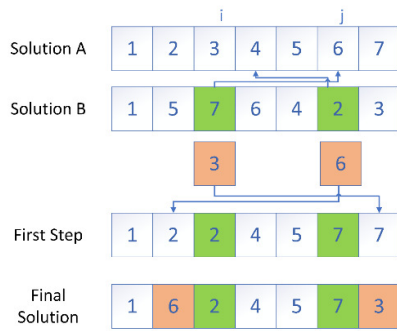 i j
Solution A 1 2 3 4 5 6 7
Solution B 1 5 7 6 4 2 3
3 6
First Step 1 2 2 4 5 7 7
Final
Solution 1 6 2 4 5 7 3